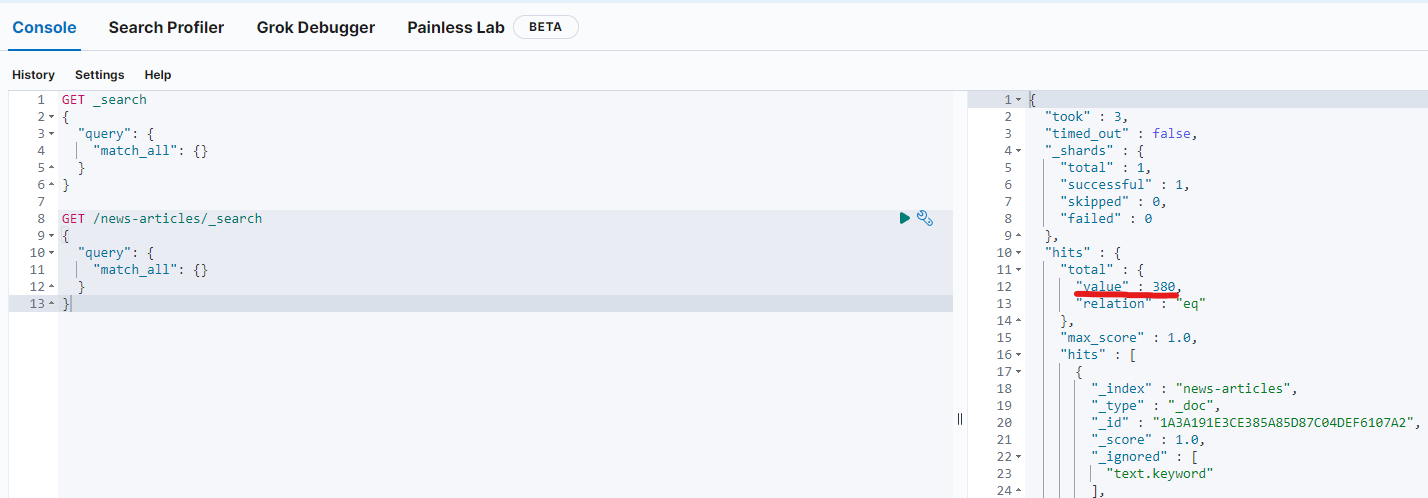 Console Search Profiler Grok Debugger Painless Lab BETA
History Settings Help
1 GET _search
2 {
3 "query": {
4 "match_all": {}
5 }
6 }
7
8 GET /news-articles/_search
9 {
10 "query": {
11 "match_all": {}
12 }
13 }
1 {
2 "took" : 3,
3 "timed_out" : false,
4 "_shards" : {
5 "total" : 1,
6 "successful" : 1,
7 "skipped" : 0,
8 "failed" : 0
9 },
10 "hits" : {
11 "total" : {
12 "value" : 380,
13 "relation" : "eq"
14 },
15 "max_score" : 1.0,
16 "hits" : [
17 {
18 "_index" : "news-articles",
19 "_type" : "_doc",
20 "_id" : "1A3A191E3CE385A85D87C04DEF6107A2",
21 "_score" : 1.0,
22 "_ignored" : [
23 "text.keyword"
24 ],